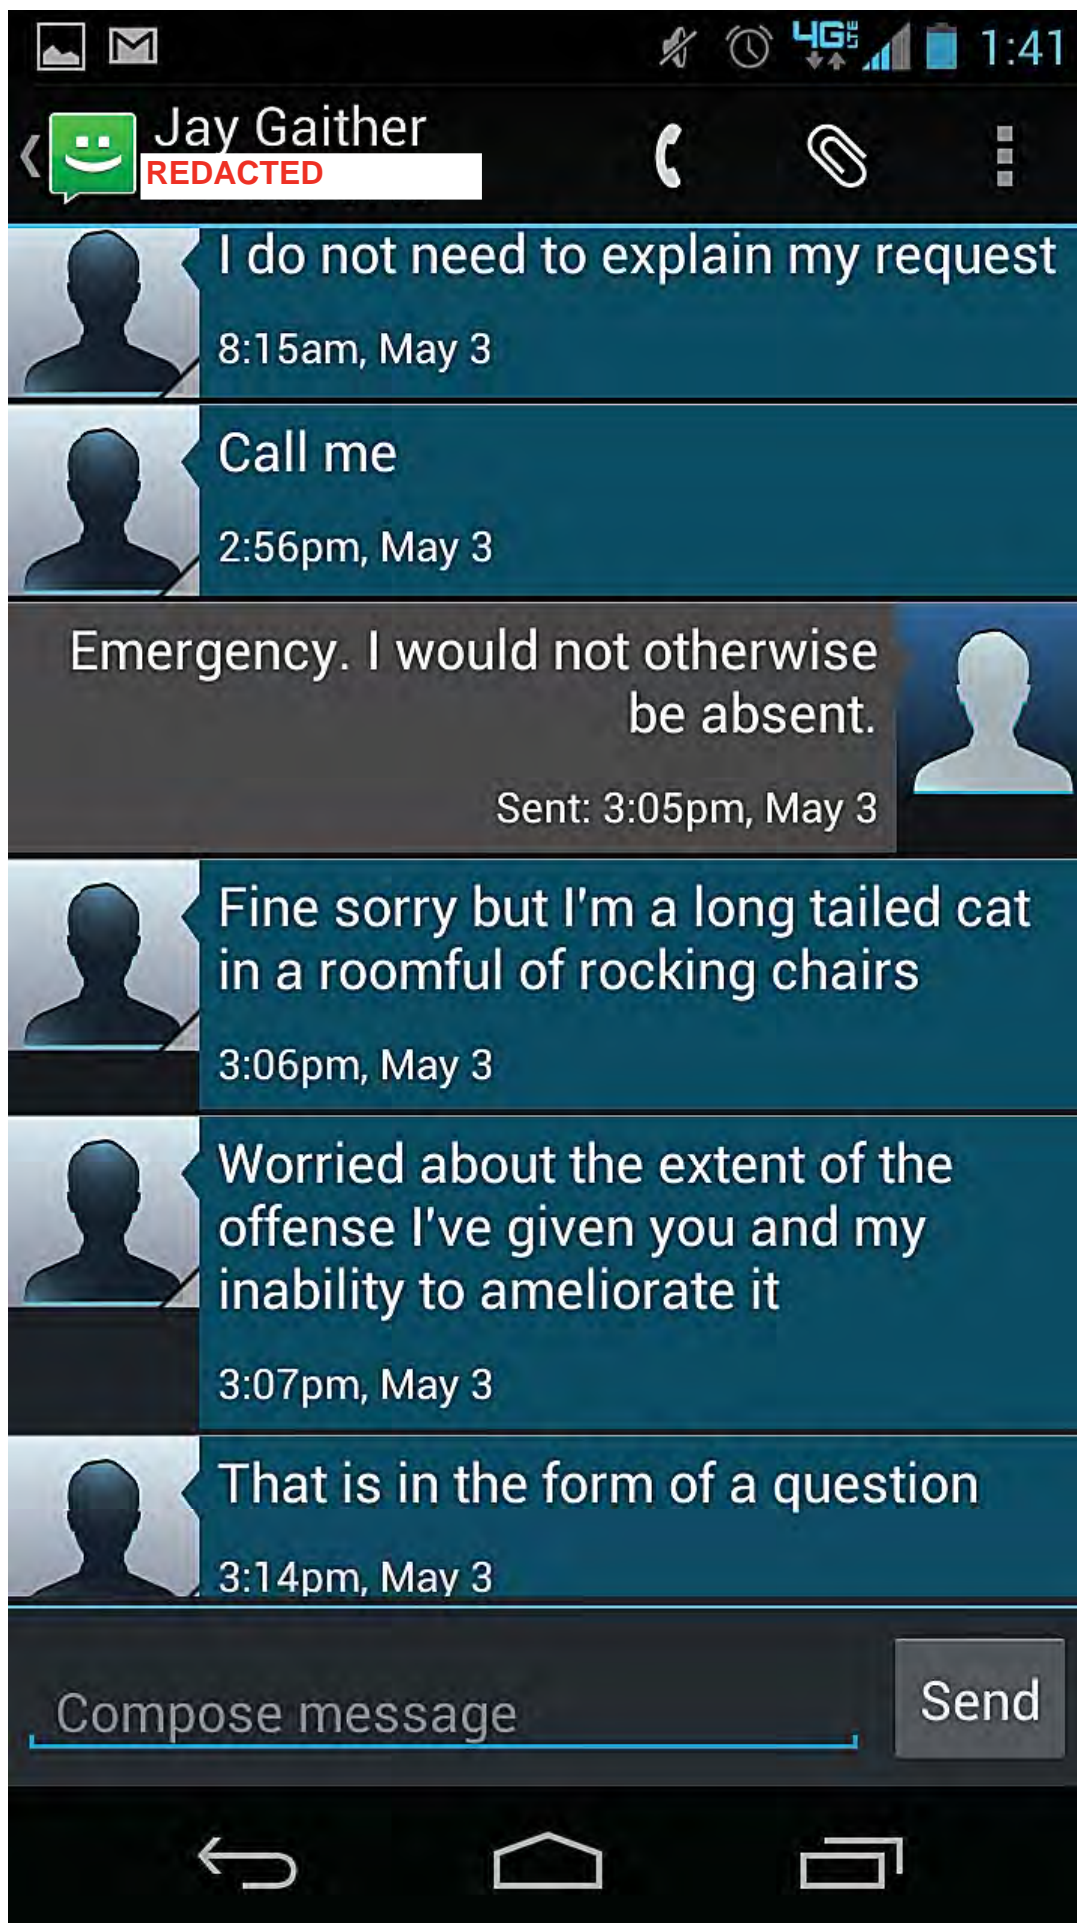 4G LTE 1:41
Jay Gaither
REDACTED
I do not need to explain my request
8:15am, May 3
Call me
2:56pm, May 3
Emergency. I would not otherwise
be absent.
Sent: 3:05pm, May 3
Fine sorry but I'm a long tailed cat
in a roomful of rocking chairs
3:06pm, May 3
Worried about the extent of the
offense I've given you and my
inability to ameliorate it
3:07pm, May 3
That is in the form of a question
3:14pm, May 3
Compose message
Send